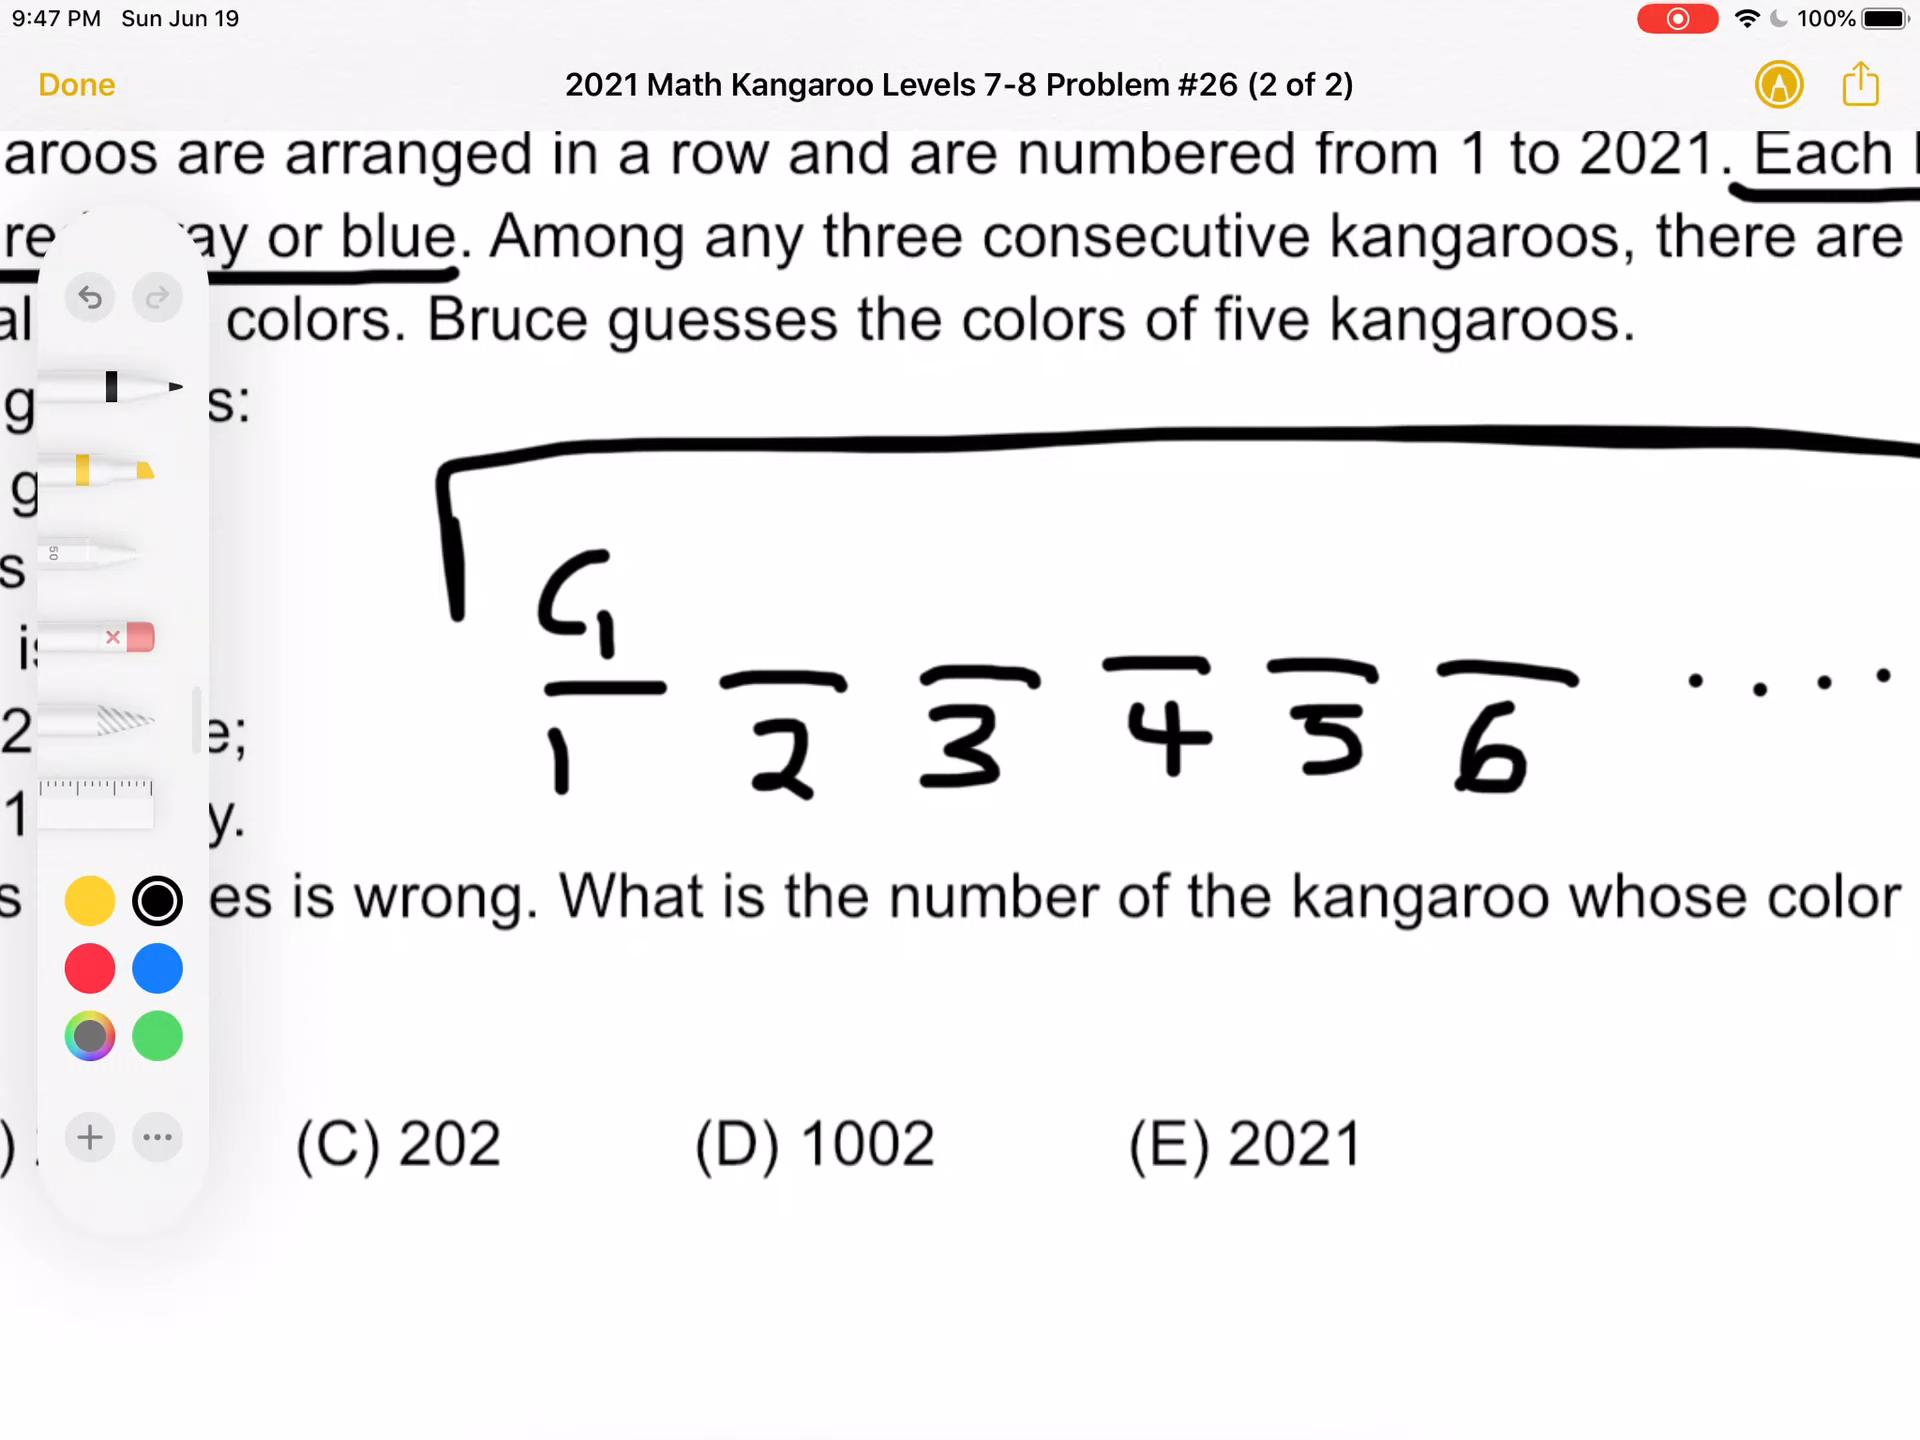 9:47 PM Sun Jun 19 100%
Done 2021 Math Kangaroo Levels 7-8 Problem #26 (2 of 2)
aroos are arranged in a row and are numbered from 1 to 2021. Each
or blue. Among any three consecutive kangaroos, there are
colors. Bruce guesses the colors of five kangaroos.
C1
1 2 3 4 5 6 ....
es is wrong. What is the number of the kangaroo whose color
(C) 202 (D) 1002 (E) 2021
50